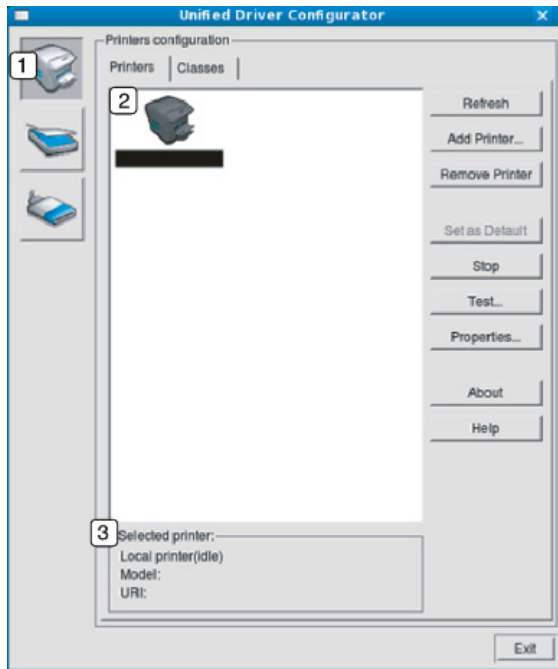 Unified Driver Configurator
Printers configuration
1
Printers Classes
2
Refresh
Add Printer...
Remove Printer
Set as Default
Stop
Test...
Properties...
About
Help
3
Selected printer:
Local printer(idle)
Model:
URI:
Exit